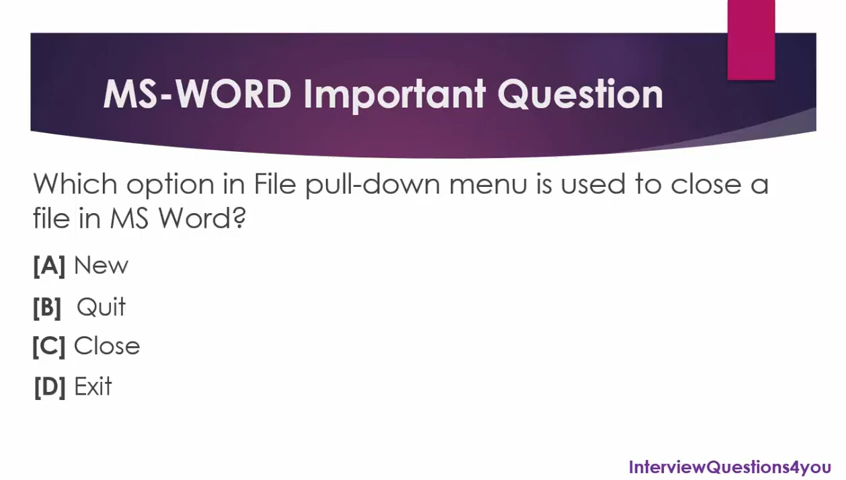 MS-WORD Important Question
Which option in File pull-down menu is used to close a
file in MS Word?
[A] New
[B] Quit
[C] Close
[D] Exit
InterviewQuestions4you